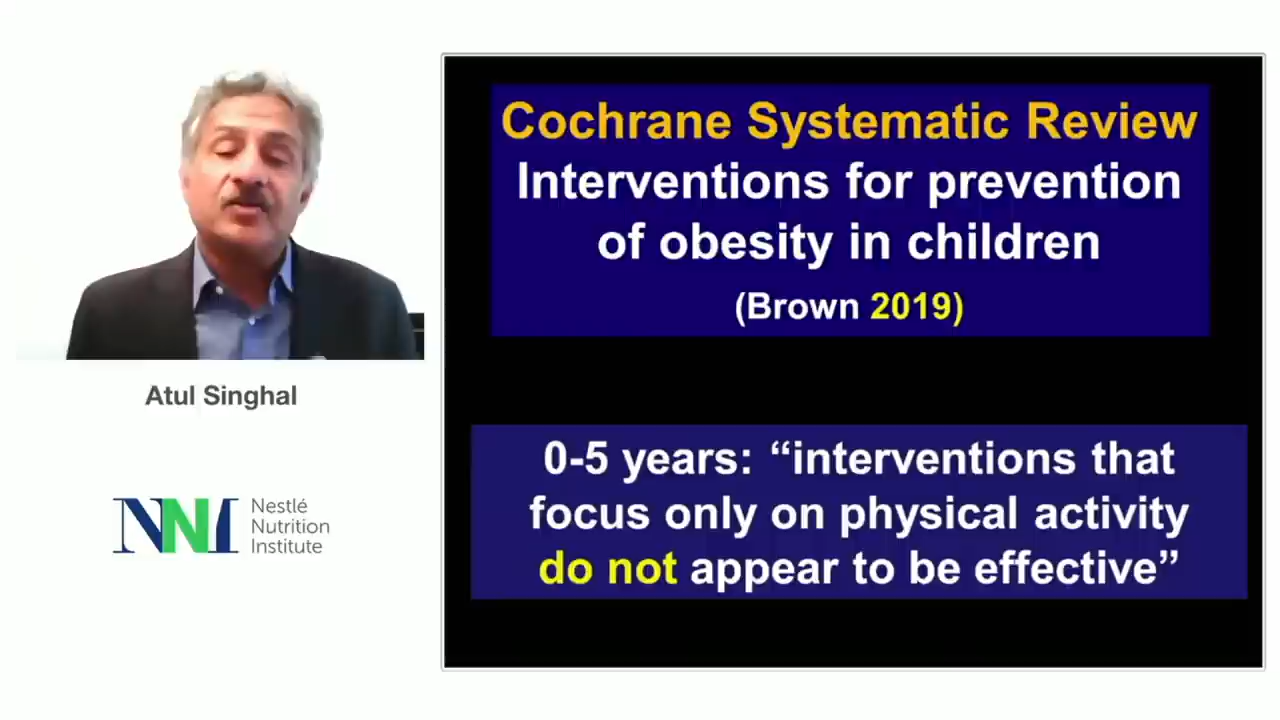 Cochrane Systematic Review
Interventions for prevention
of obesity in children
(Brown 2019)
0-5 years: “interventions that
focus only on physical activity
do not appear to be effective”
Atul Singhal
NNI
Nestlé
Nutrition
Institute